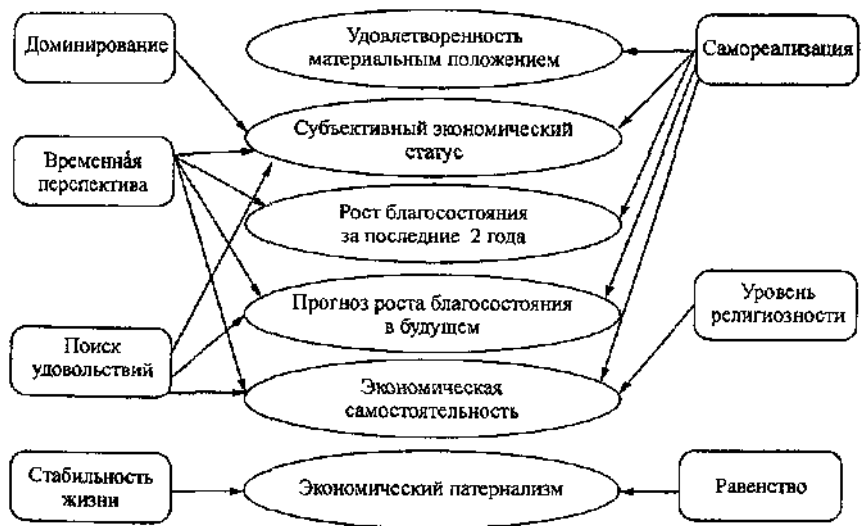 Доминирование
Удовлетворенность
материальным положением
Самореализация
Субъективный экономический
статус
Временная
перспектива
Рост благосостояния
за последние 2 года
Прогноз роста благосостояния
в будущем
Уровень
религиозности
Поиск
удовольствий
Экономическая
самостоятельность
Стабильность
жизни
Экономический патернализм
Равенство